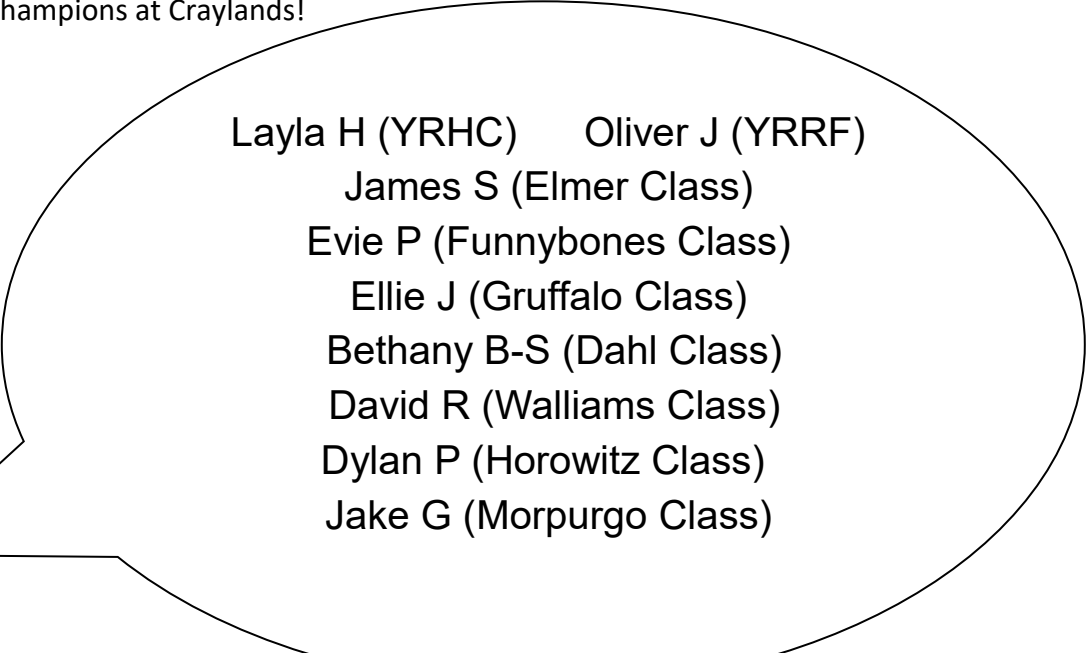 hampions at Craylands!
Layla H (YRHC) Oliver J (YRRF)
James S (Elmer Class)
Evie P (Funnybones Class)
Ellie J (Gruffalo Class)
Bethany B-S (Dahl Class)
David R (Walliams Class)
Dylan P (Horowitz Class)
Jake G (Morpurgo Class)